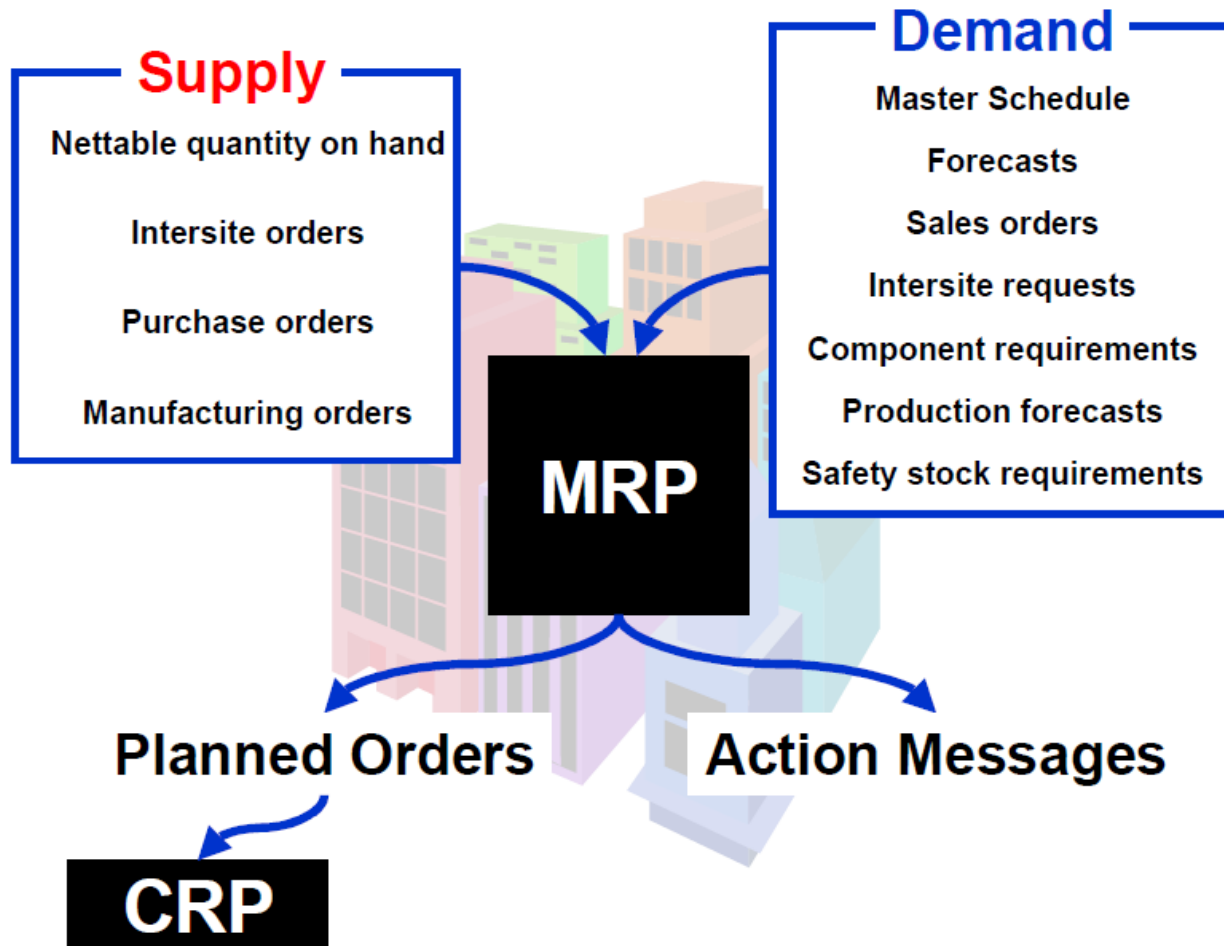 Supply
Nettable quantity on hand
Intersite orders
Purchase orders
Manufacturing orders
Demand
Master Schedule
Forecasts
Sales orders
Intersite requests
Component requirements
Production forecasts
Safety stock requirements
MRP
Planned Orders
Action Messages
CRP